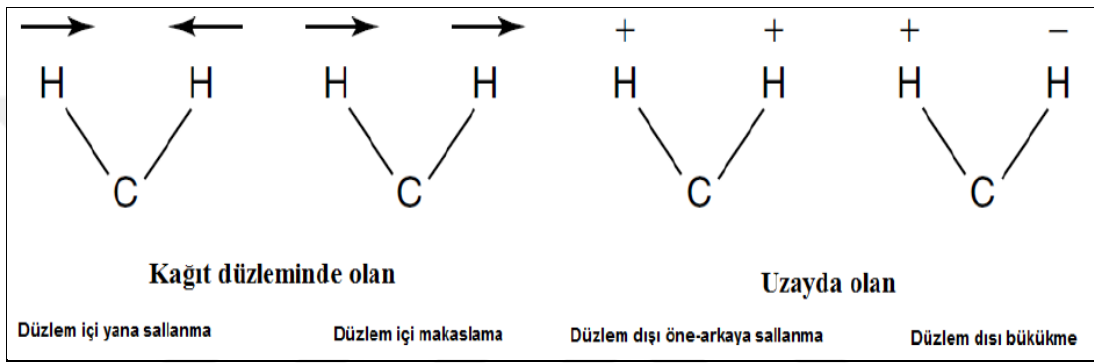 + + + −
H H H H H H H H
C C C C
Kağıt düzleminde olan Uzayda olan
Düzlem içi yana sallanma Düzlem içi makaslama Düzlem dışı öne-arkaya sallanma Düzlem dısı bükükme